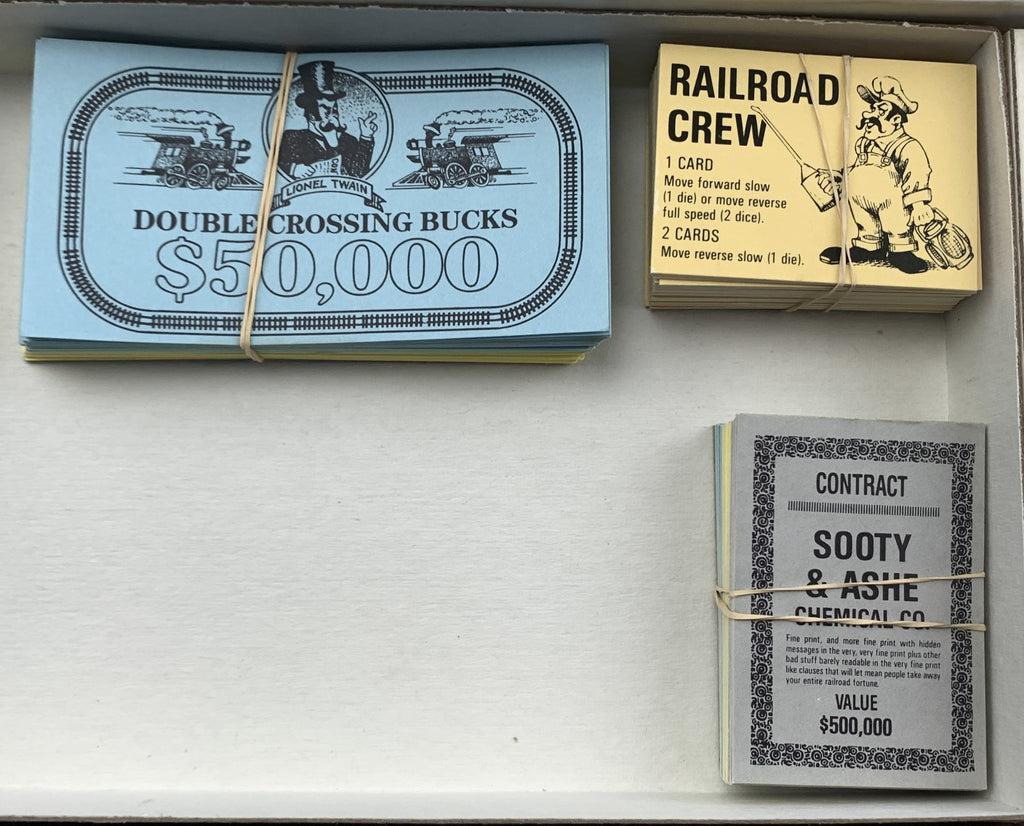 LIONEL TWAIN
DOUBLE CROSSING BUCKS
$50,000
RAILROAD
CREW
1 CARD
Move forward slow
(1 die) or move reverse
full speed (2 dice).
2 CARDS
Move reverse slow (1 die).
CONTRACT
SOOTY
& ASHE
CHEMICAL CO.
Fine print, and more fine print with hidden
messages in the very, very fine print plus other
bad stuff barely readable in the very fine print
like clauses that will let mean people take away
your entire railroad fortune.
VALUE
$500,000